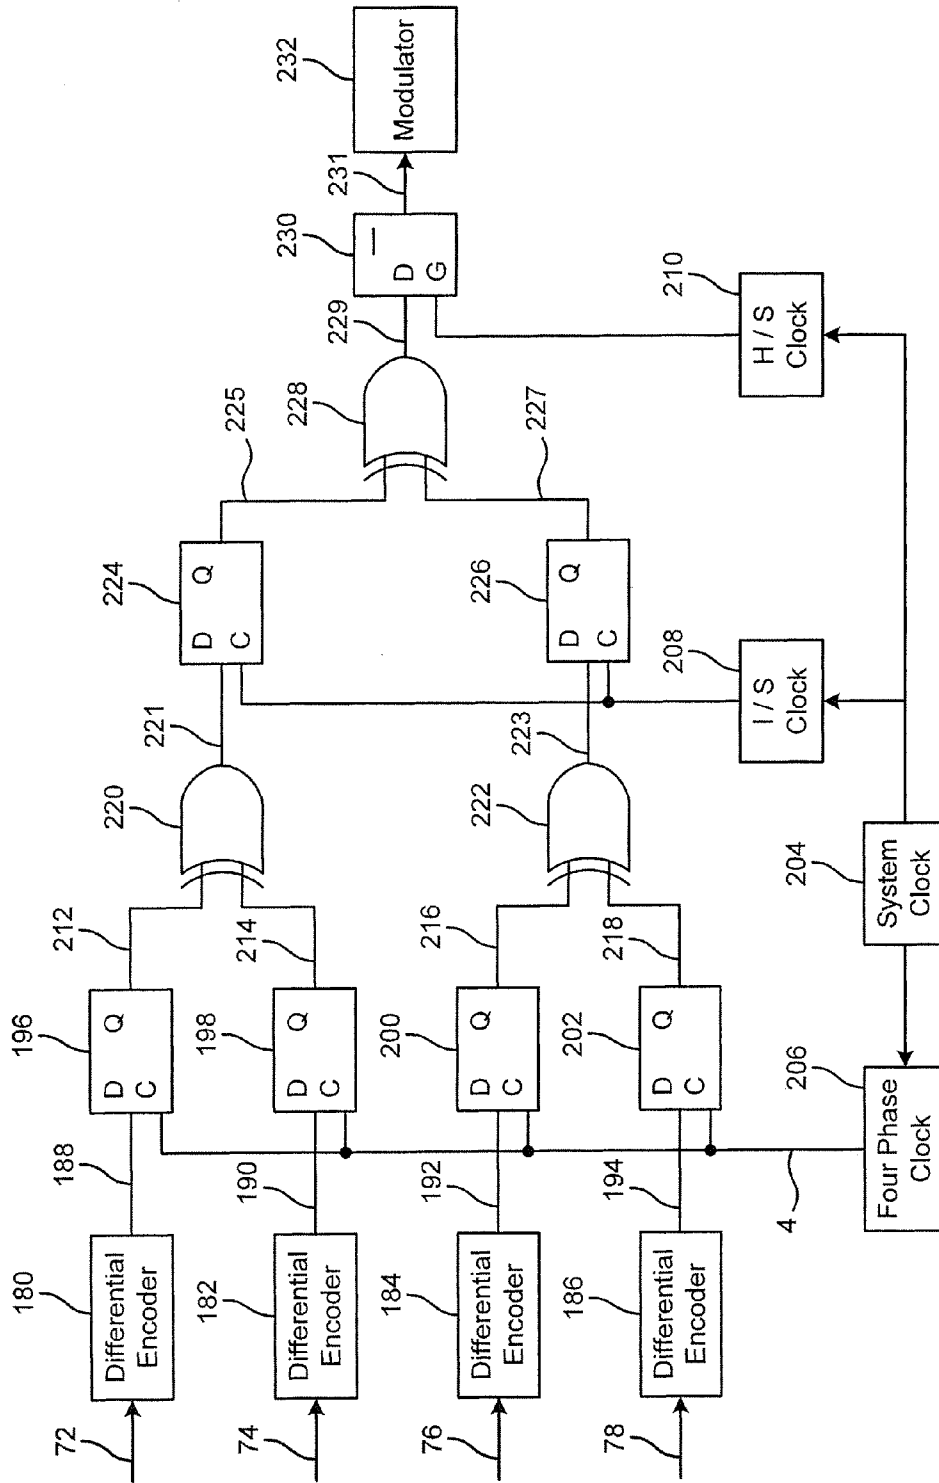 72
180
Differential
Encoder
188
196
D Q
C
212
74
182
Differential
Encoder
190
198
D Q
C
214
220
221
224
D Q
C
225
76
184
Differential
Encoder
192
200
D Q
C
216
78
186
Differential
Encoder
194
202
D Q
C
218
222
223
226
D Q
C
227
228
229
230
D
G
231
232
Modulator
4
206
Four Phase
Clock
204
System
Clock
208
I / S
Clock
210
H / S
Clock